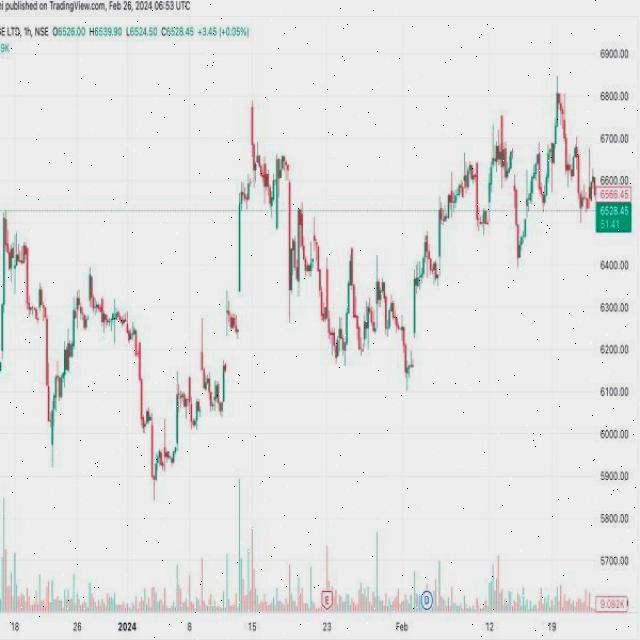 published on TradingView.com, Feb 26, 2024 06:53 UTC
LTD, 1h, NSE O6526.00 H6539.90 L6524.50 C6528.45 +3.45 (+0.05%)
9K
6900.00
6800.00
6700.00
6600.00
6566.45
6528.45
51:41
6400.00
6300.00
6200.00
6100.00
6000.00
5900.00
5800.00
5700.00
9.082K
E
D
18 26 2024 8 15 23 Feb 12 19